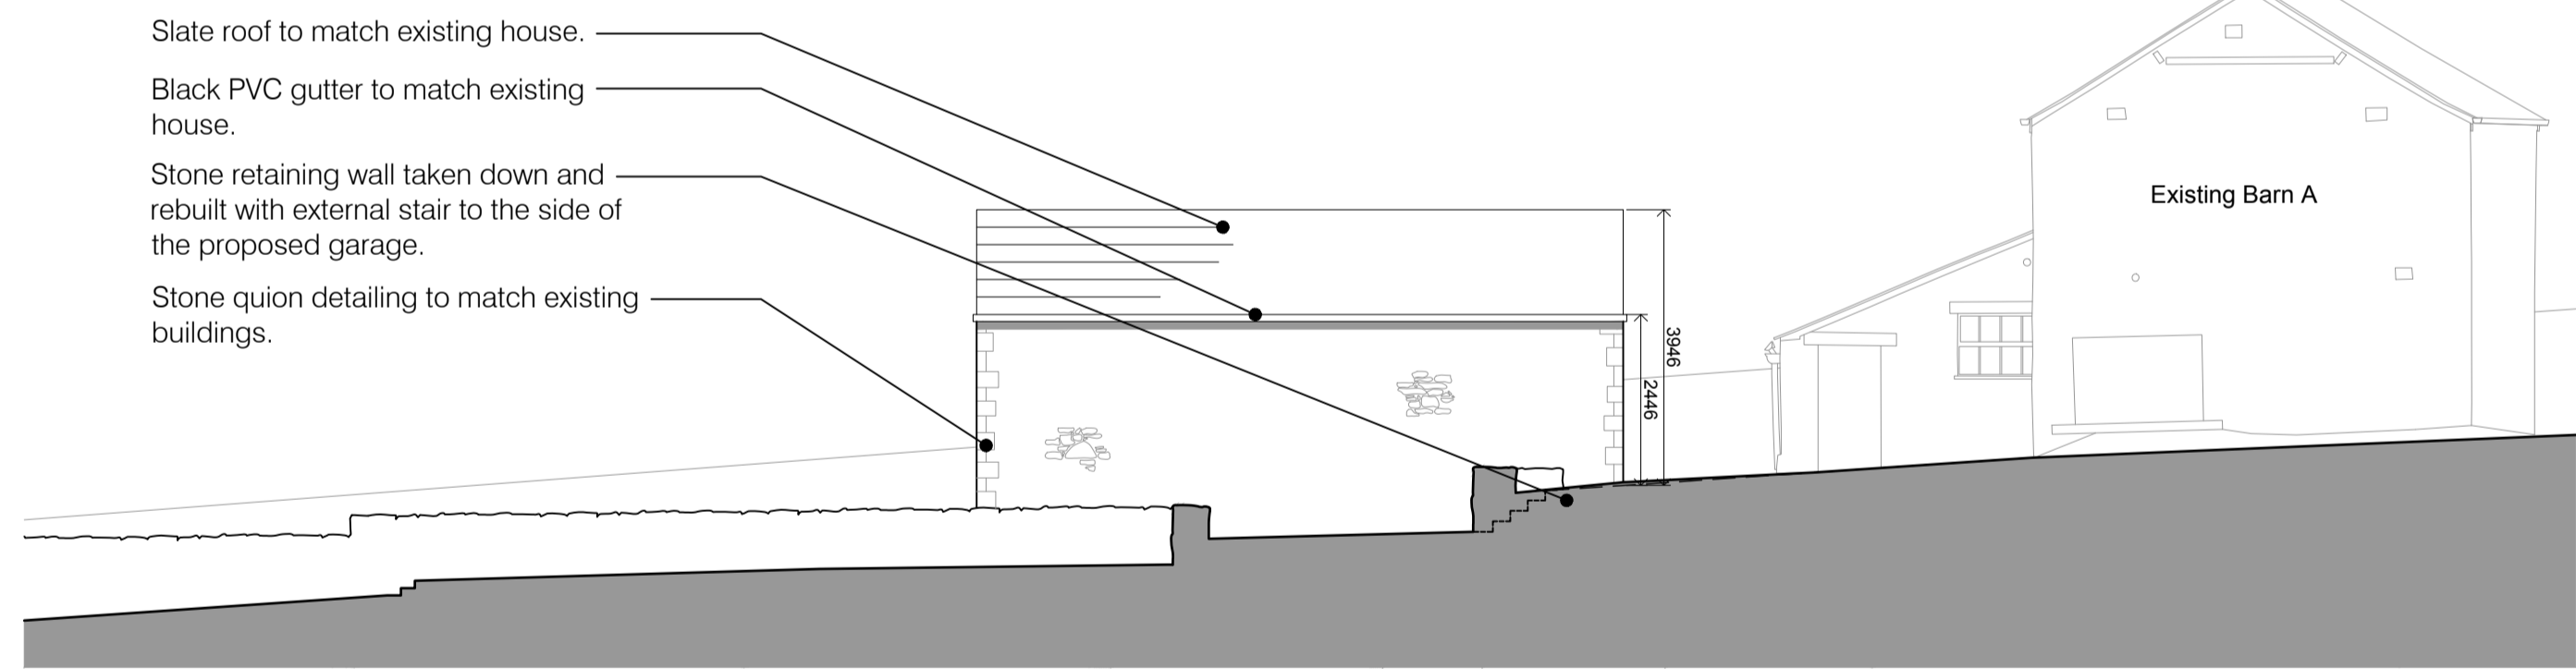 Slate roof to match existing house.
Black PVC gutter to match existing
house.
Stone retaining wall taken down and
rebuilt with external stair to the side of
the proposed garage.
Stone quion detailing to match existing
buildings.
Existing Barn A
3946
2446